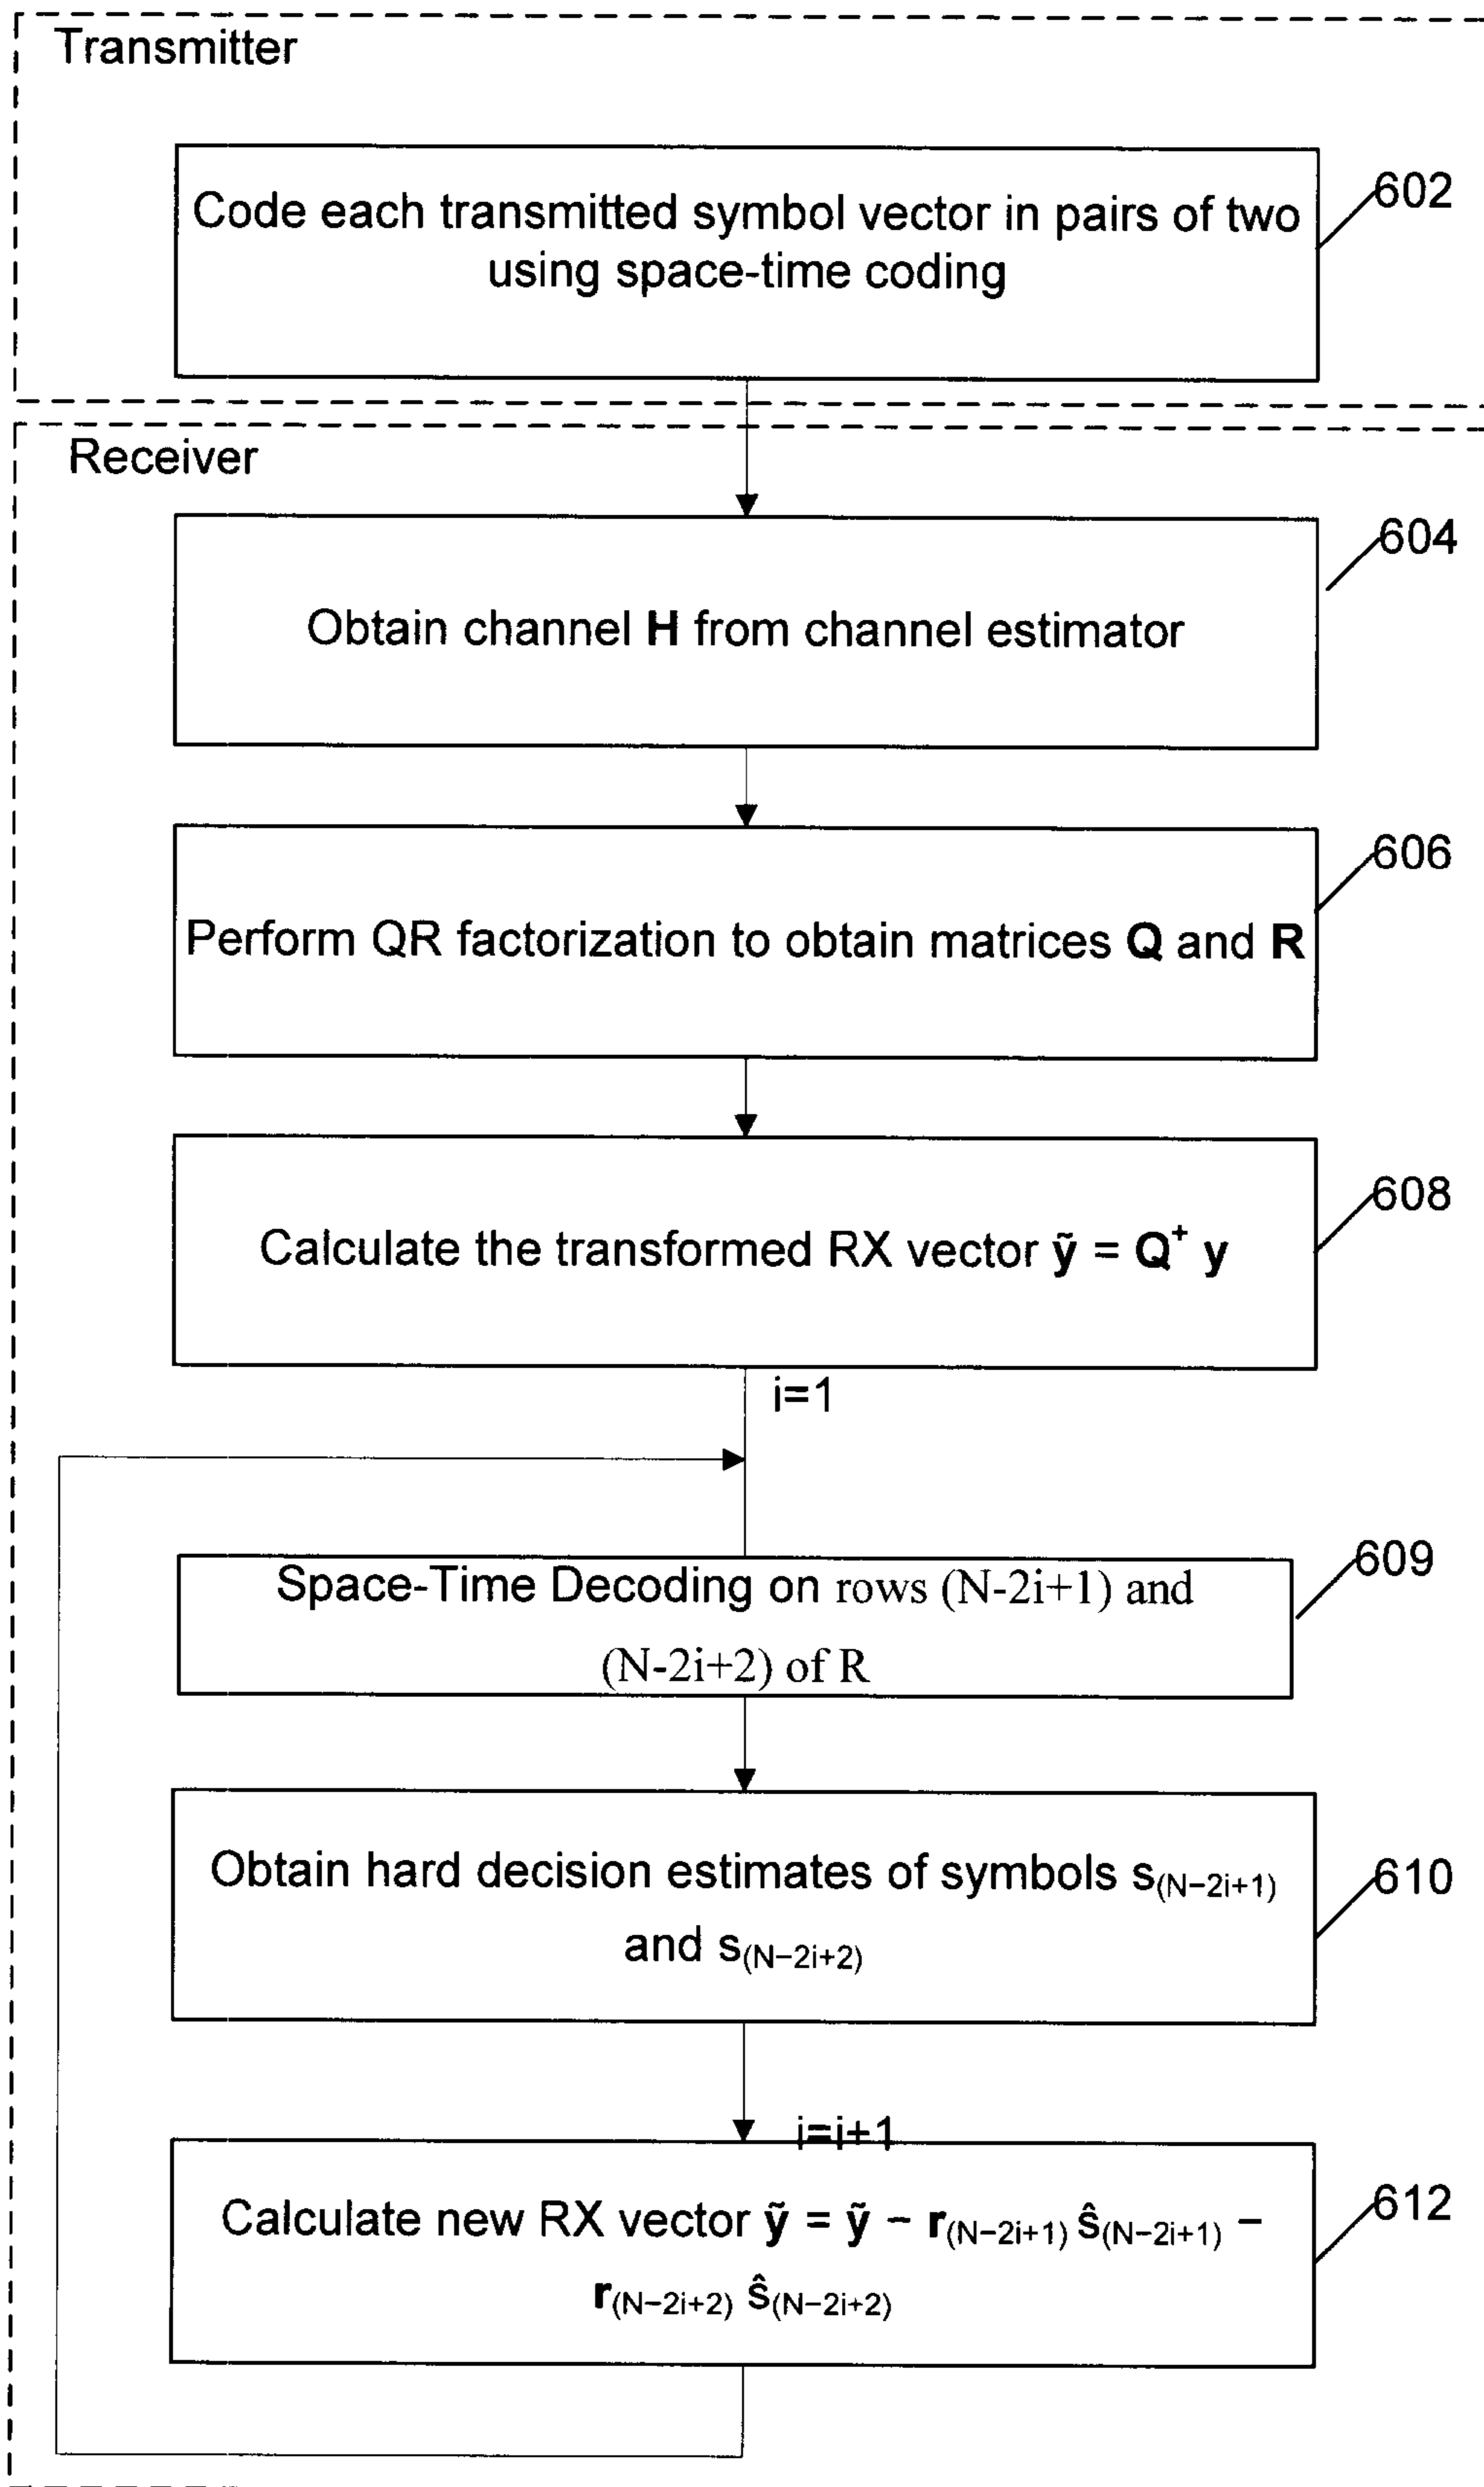 Transmitter
Code each transmitted symbol vector in pairs of two
using space-time coding
602
Receiver
Obtain channel H from channel estimator
604
Perform QR factorization to obtain matrices Q and R
606
Calculate the transformed RX vector ỹ = Q⁺ y
608
i=1
Space-Time Decoding on rows (N-2i+1) and
(N-2i+2) of R
609
Obtain hard decision estimates of symbols s₍N−2i+1₎
and s₍N−2i+2₎
610
i=i+1
Calculate new RX vector ỹ = ỹ − r₍N−2i+1₎ ŝ₍N−2i+1₎ −
r₍N−2i+2₎ ŝ₍N−2i+2₎
612